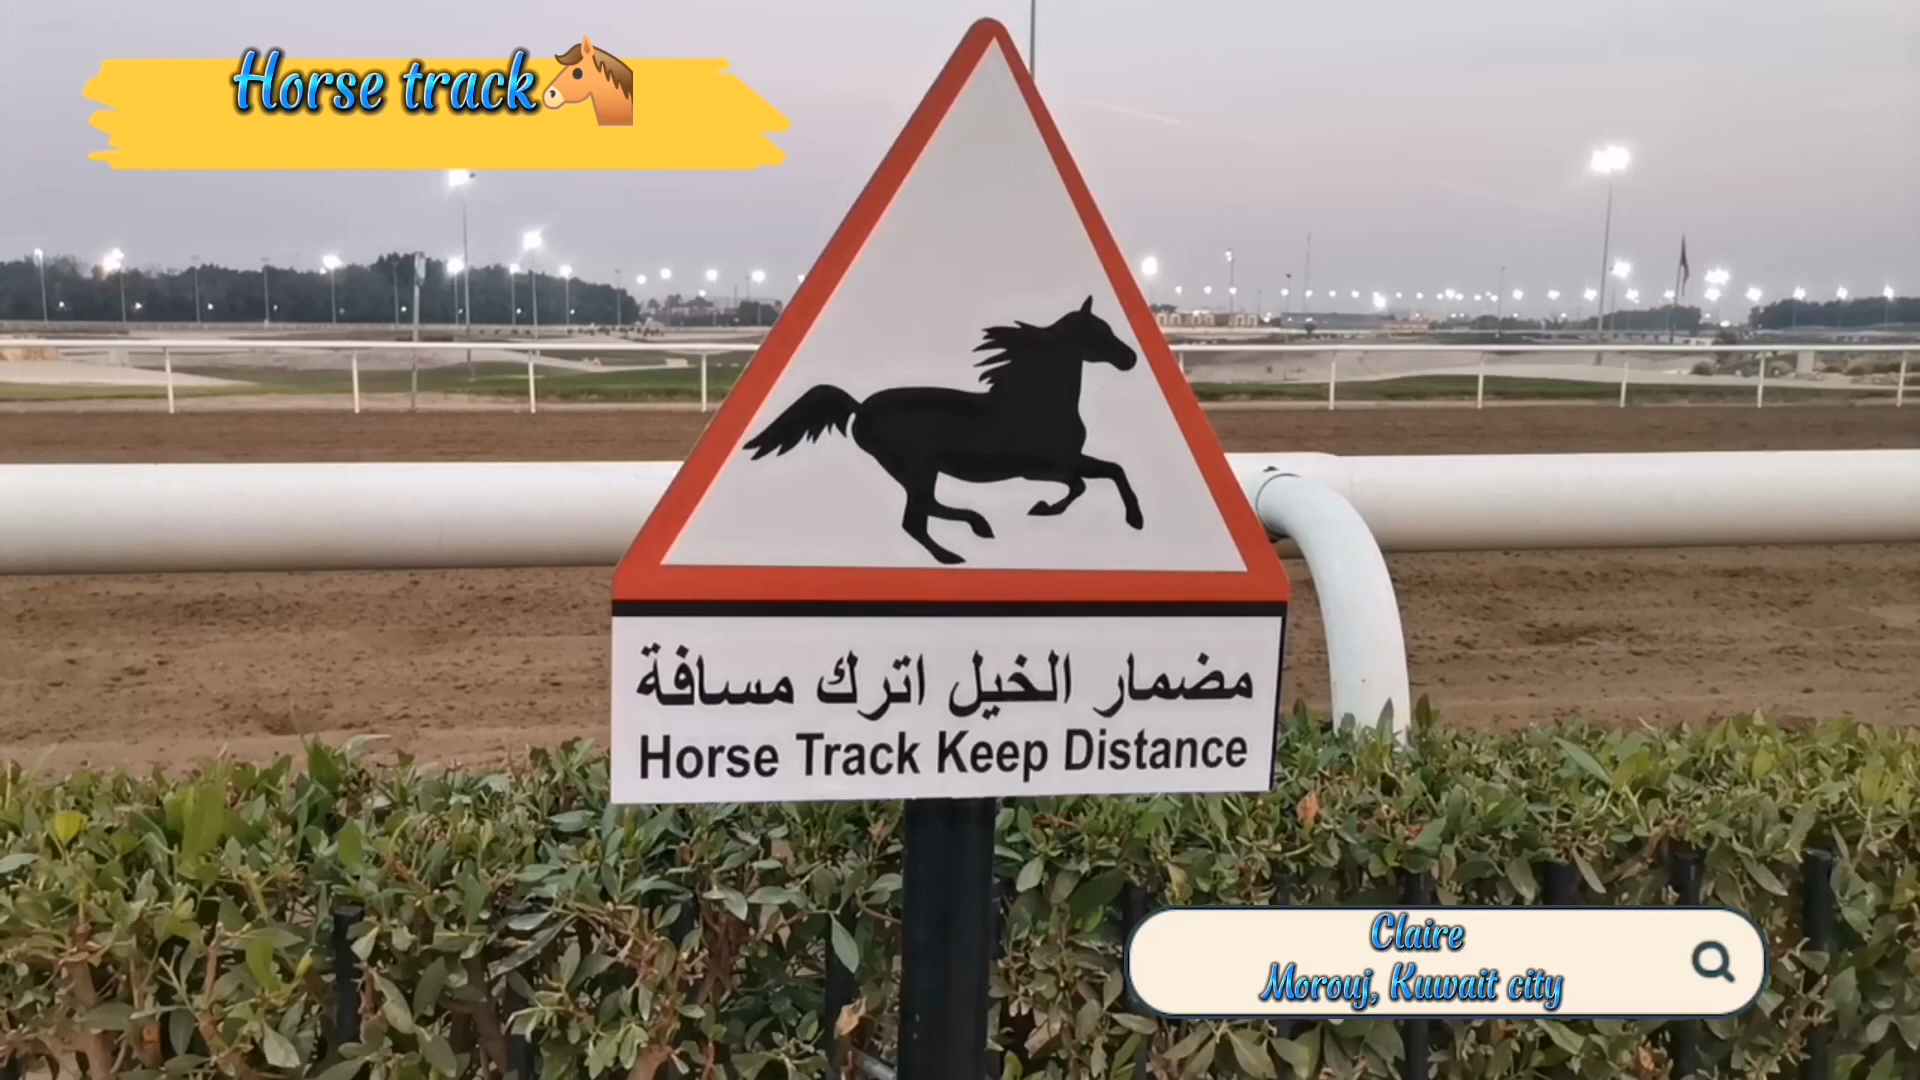 Horse track
مضمار الخيل اترك مسافة
Horse Track Keep Distance
Claire
Morouj, Kuwait city